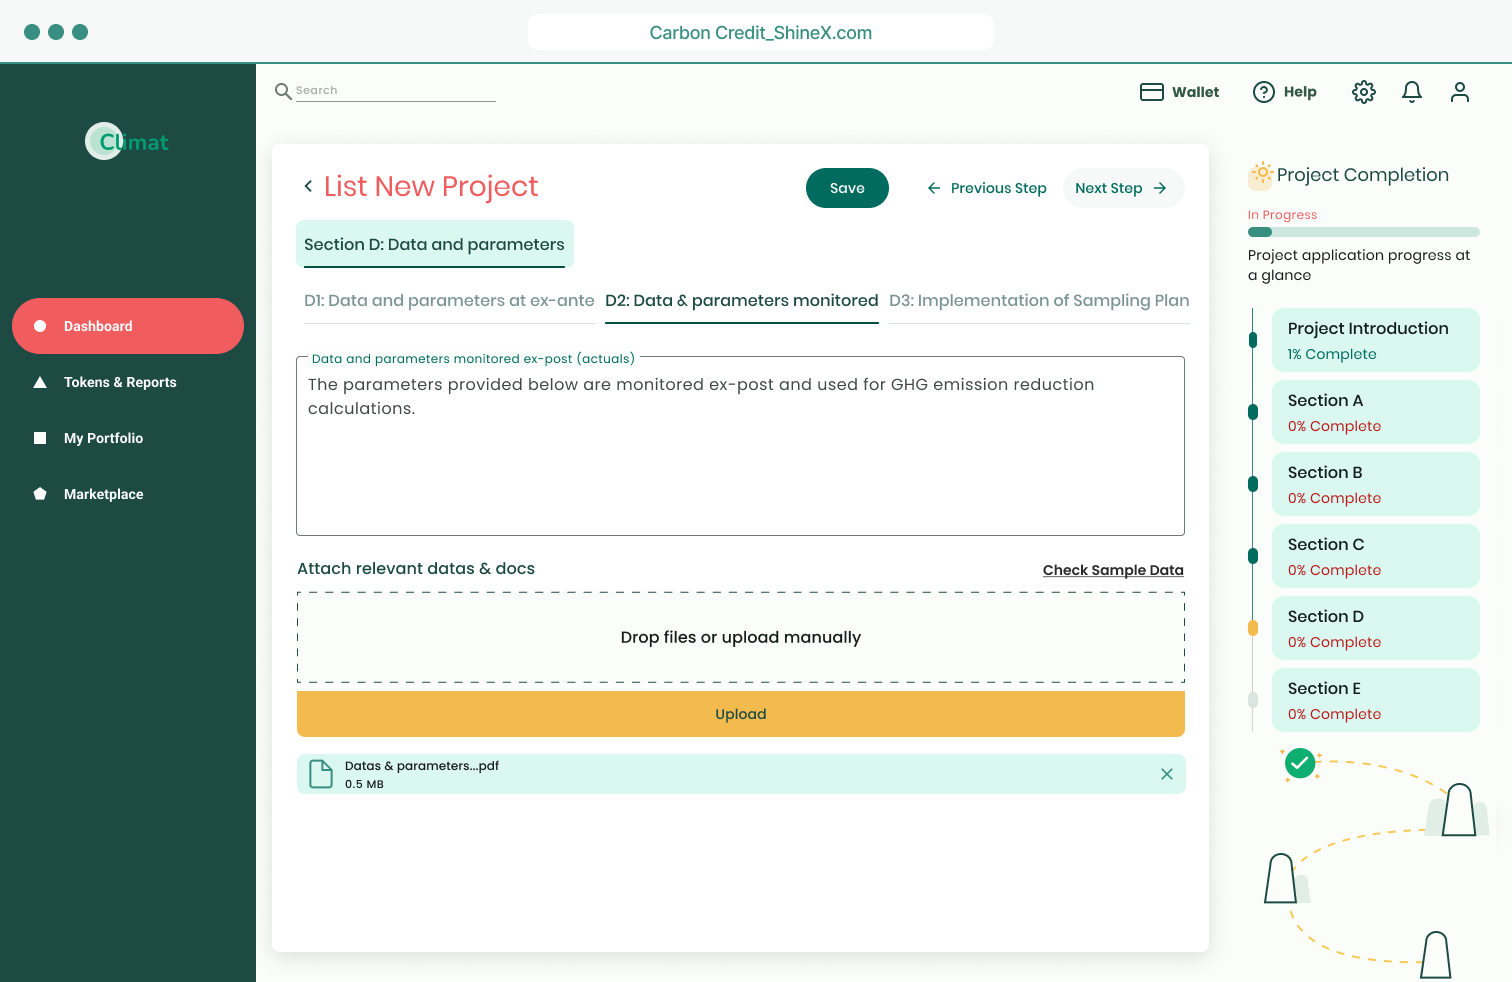 Carbon Credit_ShineX.com
Search
Wallet
Help
Climat
Dashboard
Tokens & Reports
My Portfolio
Marketplace
List New Project
Save
Previous Step
Next Step
Section D: Data and parameters
D1: Data and parameters at ex-ante
D2: Data & parameters monitored
D3: Implementation of Sampling Plan
Data and parameters monitored ex-post (actuals)
The parameters provided below are monitored ex-post and used for GHG emission reduction
calculations.
Attach relevant datas & docs
Check Sample Data
Drop files or upload manually
Upload
Datas & parameters...pdf
0.5 MB
Project Completion
In Progress
Project application progress at
a glance
Project Introduction
1% Complete
Section A
0% Complete
Section B
0% Complete
Section C
0% Complete
Section D
0% Complete
Section E
0% Complete